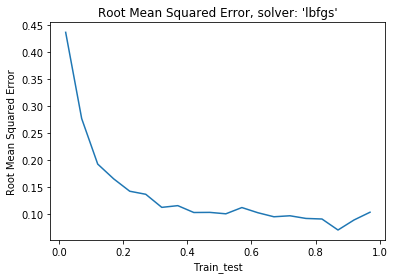 Root Mean Squared Error, solver: 'lbfgs'
0.45
0.40
0.35
0.30
0.25
0.20
0.15
0.10
Root Mean Squared Error
0.0 0.2 0.4 0.6 0.8 1.0
Train_test